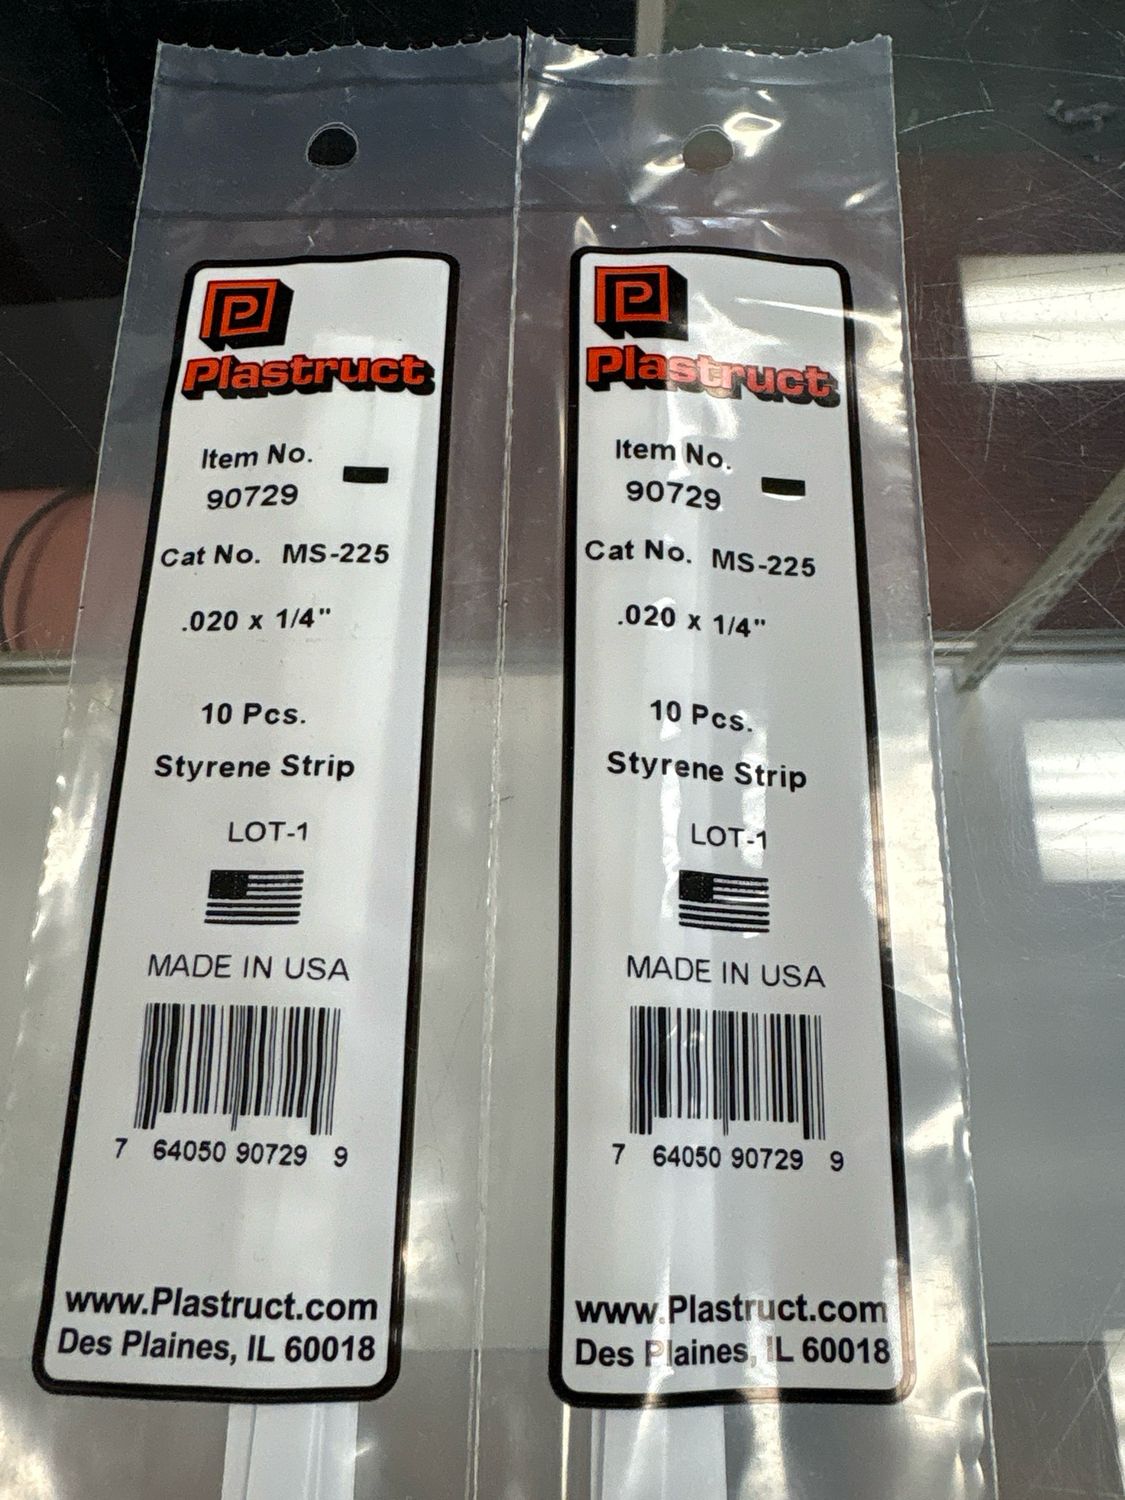 P
Plastruct
Item No.
90729
Cat No. MS-225
.020 x 1/4"
10 Pcs.
Styrene Strip
LOT-1
MADE IN USA
7 64050 90729 9
www.Plastruct.com
Des Plaines, IL 60018
P
Plastruct
Item No.
90729
Cat No. MS-225
.020 x 1/4"
10 Pcs.
Styrene Strip
LOT-1
MADE IN USA
7 64050 90729 9
www.Plastruct.com
Des Plaines, IL 60018